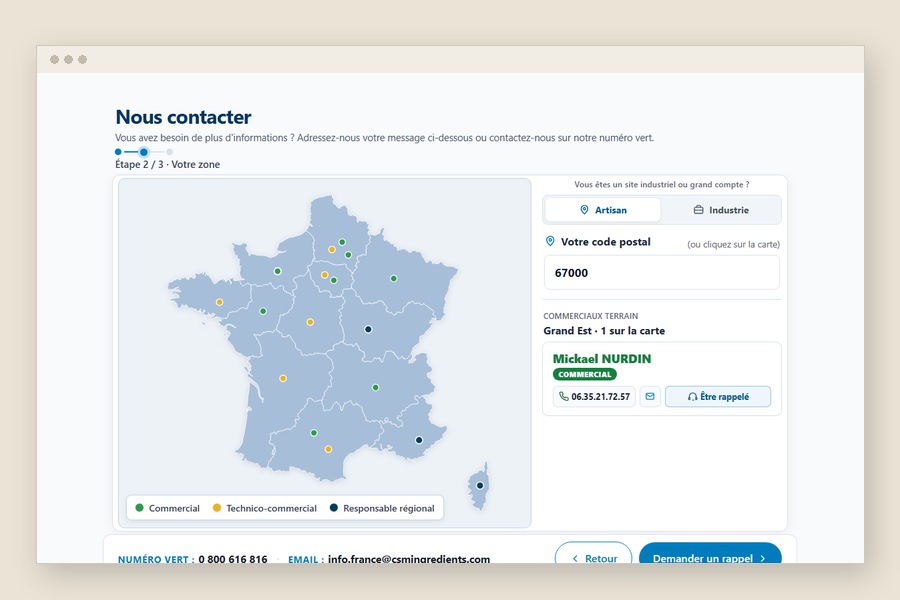 Nous contacter
Vous avez besoin de plus d'informations ? Adressez-nous votre message ci-dessous ou contactez-nous sur notre numéro vert.
Étape 2 / 3 · Votre zone
Vous êtes un site industriel ou grand compte ?
Artisan
Industrie
Votre code postal
(ou cliquez sur la carte)
67000
COMMERCIAUX TERRAIN
Grand Est · 1 sur la carte
Mickael NURDIN
COMMERCIAL
06.35.21.72.57
Être rappelé
Commercial
Technico-commercial
Responsable régional
NUMÉRO VERT : 0 800 616 816 · EMAIL : info.france@csmingredients.com
Retour
Demander un rappel